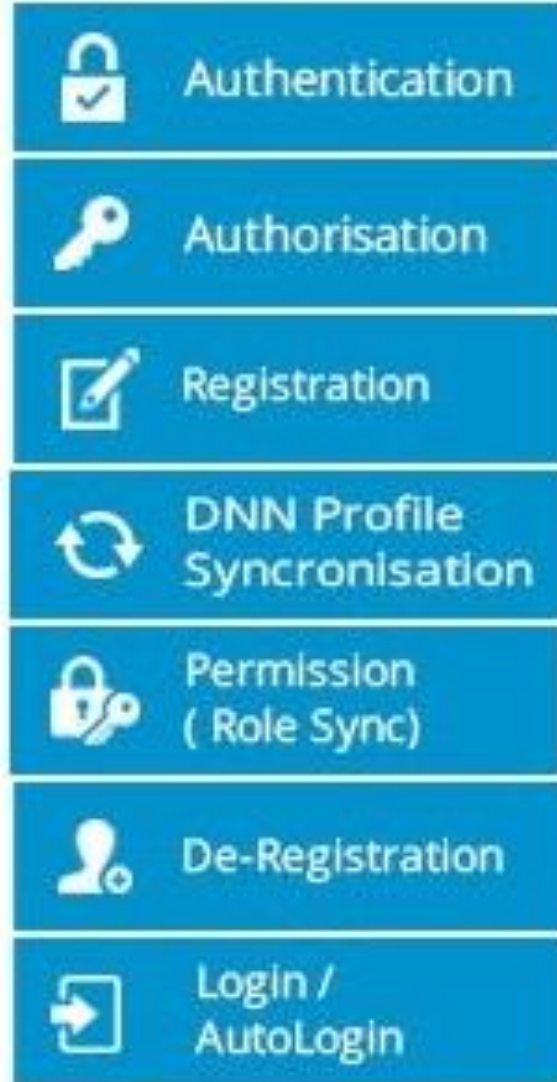 Authentication
Authorisation
Registration
DNN Profile
Syncronisation
Permission
( Role Sync)
De-Registration
Login /
AutoLogin